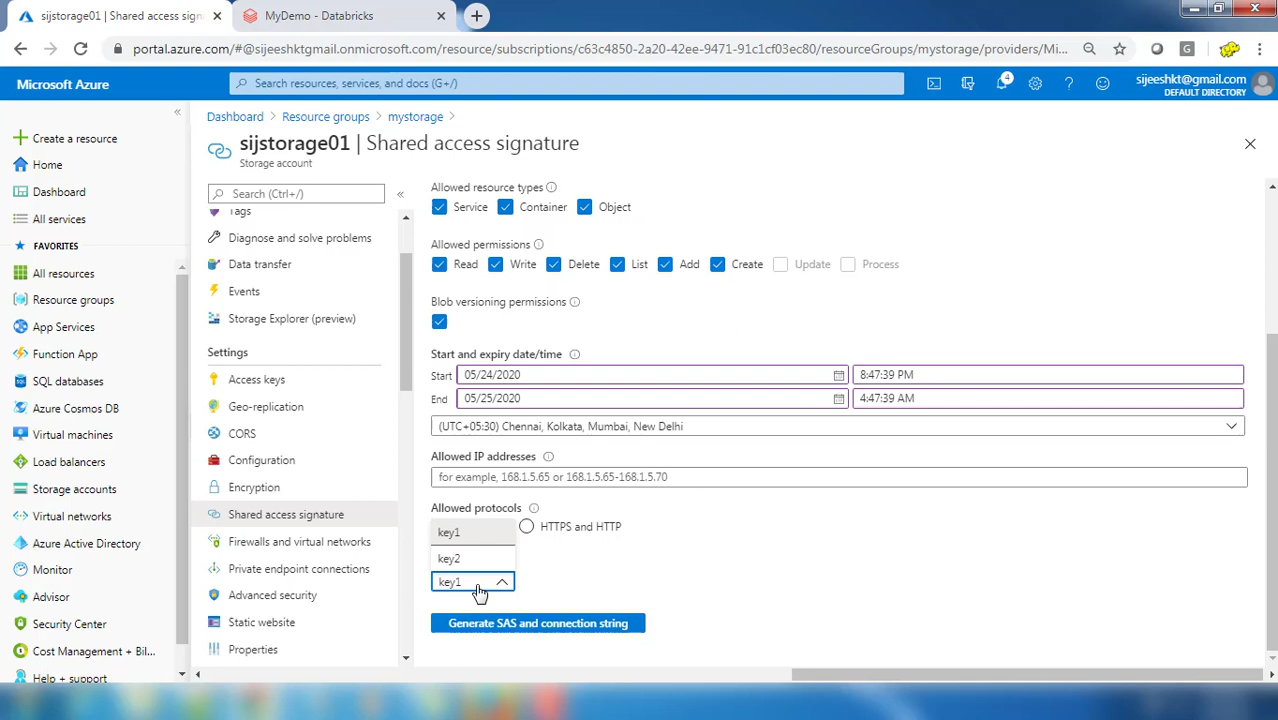 sijeeshstorage01 | Shared access sign
MyDemo - Databricks
portal.azure.com/#@sijeeshktgmail.onmicrosoft.com/resource/subscriptions/c63c4850-2a20-42ee-9471-91c1cf03ec80/resourceGroups/mystorage/providers/Mi...
Microsoft Azure
Search resources, services, and docs (G+/)
4
sijeeshkt@gmail.com
DEFAULT DIRECTORY
Dashboard
Resource groups
mystorage
sijstorage01 | Shared access signature
Storage account
Create a resource
Home
Dashboard
All services
FAVORITES
All resources
Resource groups
App Services
Function App
SQL databases
Azure Cosmos DB
Virtual machines
Load balancers
Storage accounts
Virtual networks
Azure Active Directory
Monitor
Advisor
Security Center
Cost Management + Bil...
Help + support
Search (Ctrl+/)
Tags
Diagnose and solve problems
Data transfer
Events
Storage Explorer (preview)
Settings
Access keys
Geo-replication
CORS
Configuration
Encryption
Shared access signature
Firewalls and virtual networks
Private endpoint connections
Advanced security
Static website
Properties
Allowed resource types
Service Container Object
Allowed permissions
Read Write Delete List Add Create Update Process
Blob versioning permissions
Start and expiry date/time
Start 05/24/2020 8:47:39 PM
End 05/25/2020 4:47:39 AM
(UTC+05:30) Chennai, Kolkata, Mumbai, New Delhi
Allowed IP addresses
for example, 168.1.5.65 or 168.1.5.65-168.1.5.70
Allowed protocols
HTTPS and HTTP
key1
key2
key1
Generate SAS and connection string